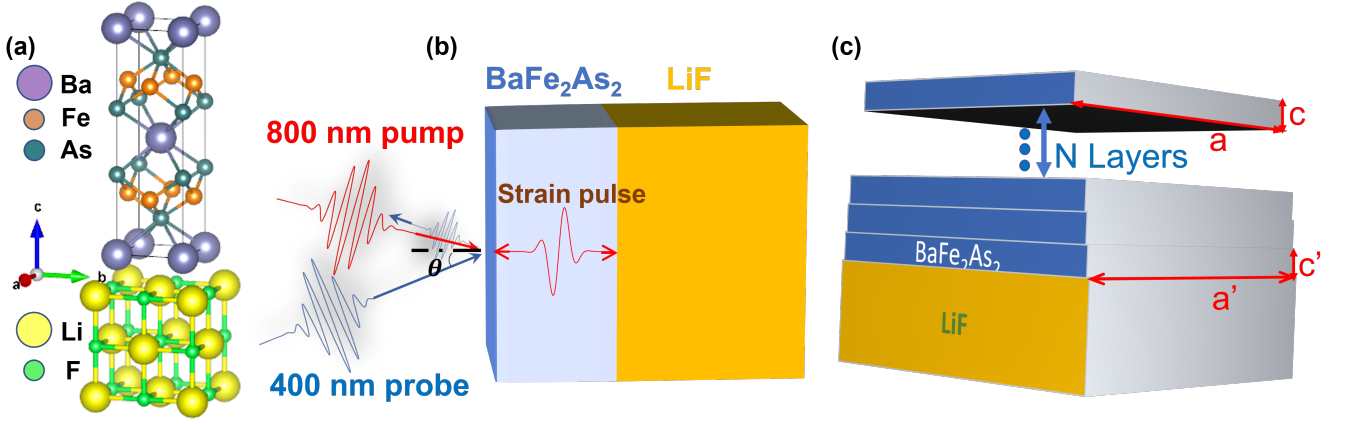 (a)
Ba
Fe
As
c
a
b
Li
F
(b)
BaFe₂As₂ LiF
800 nm pump
Strain pulse
θ
400 nm probe
(c)
c
a
N Layers
BaFe₂As₂
c’
a’
LiF